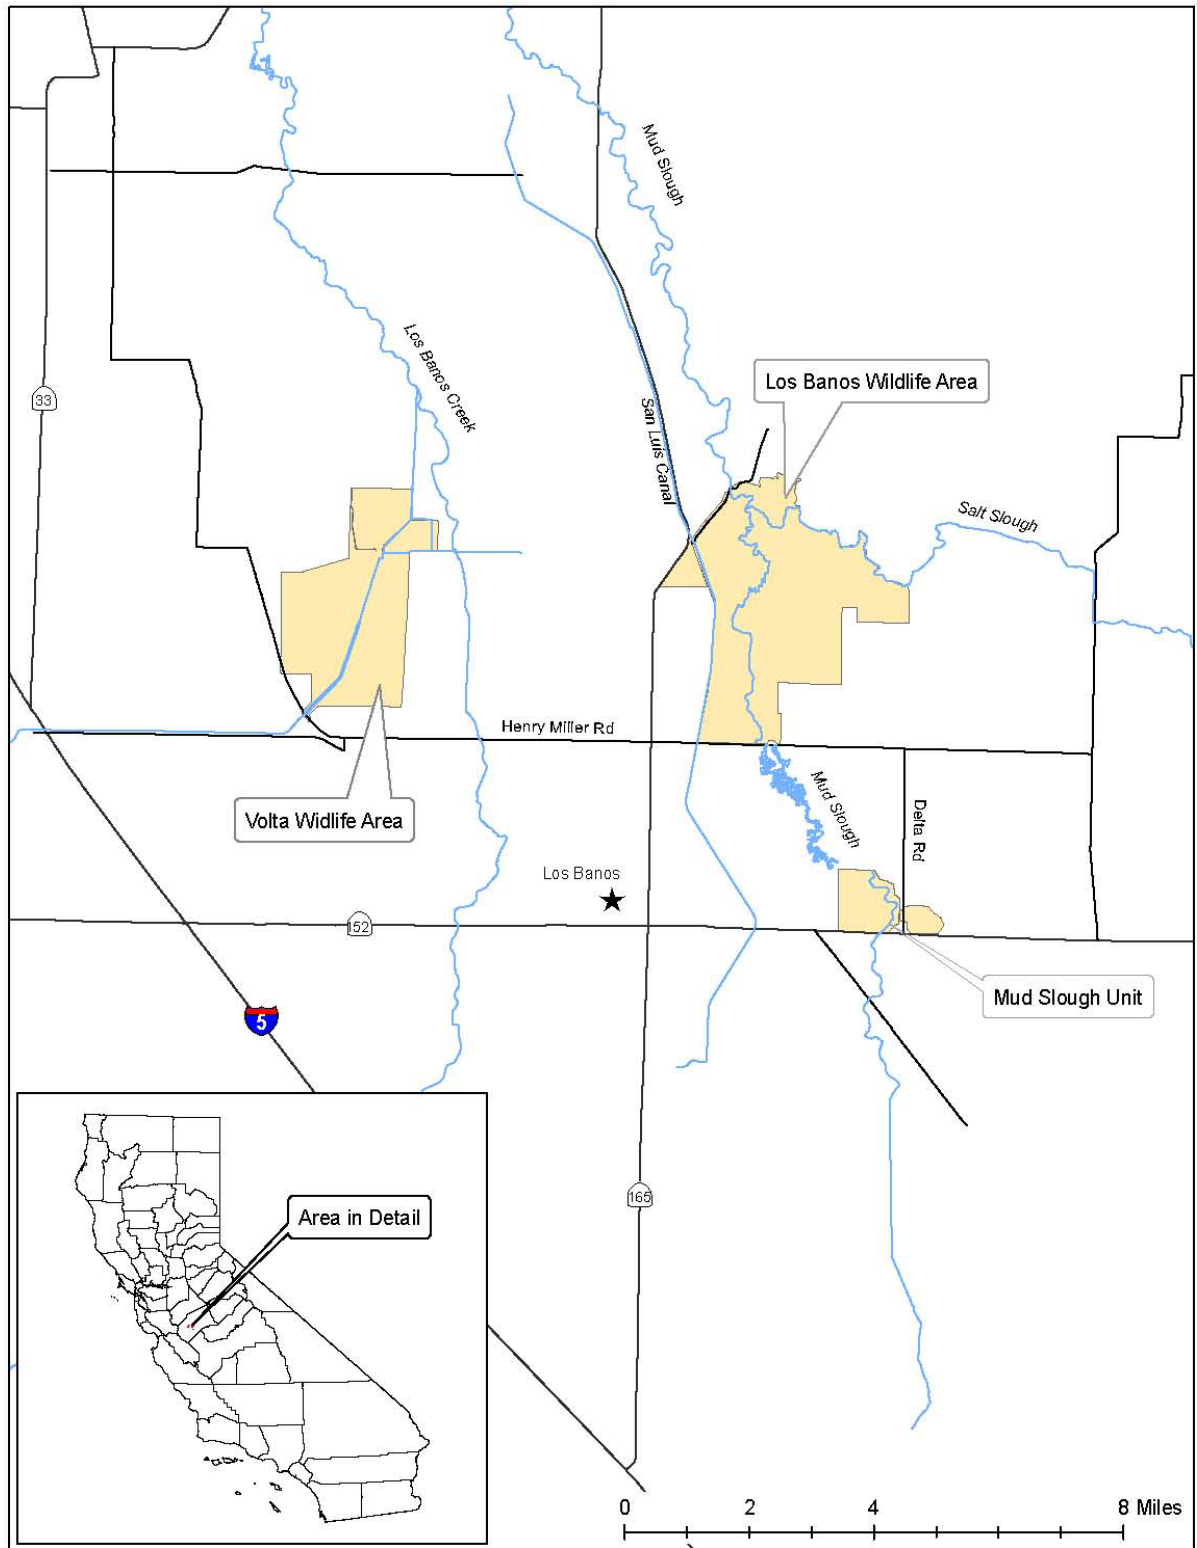 Mud Slough
Los Banos Creek
Los Banos Wildlife Area
33
San Luis Canal
Salt Slough
Henry Miller Rd
Volta Widlife Area
Mud Slough
Delta Rd
Los Banos
152
Mud Slough Unit
5
Area in Detail
165
0 2 4 8 Miles